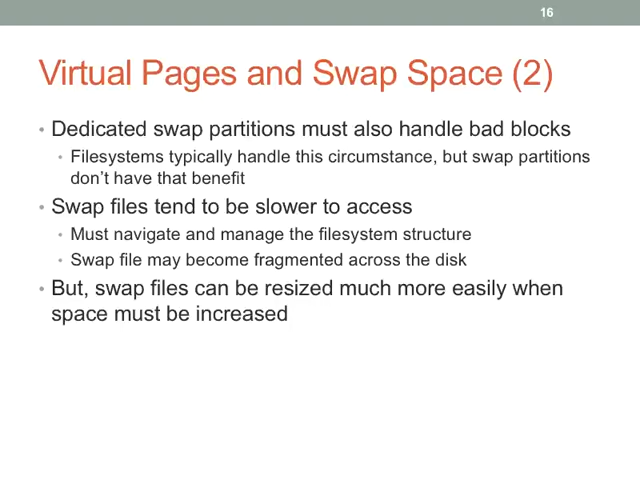 16
Virtual Pages and Swap Space (2)
• Dedicated swap partitions must also handle bad blocks
• Filesystems typically handle this circumstance, but swap partitions
don't have that benefit
• Swap files tend to be slower to access
• Must navigate and manage the filesystem structure
• Swap file may become fragmented across the disk
• But, swap files can be resized much more easily when
space must be increased